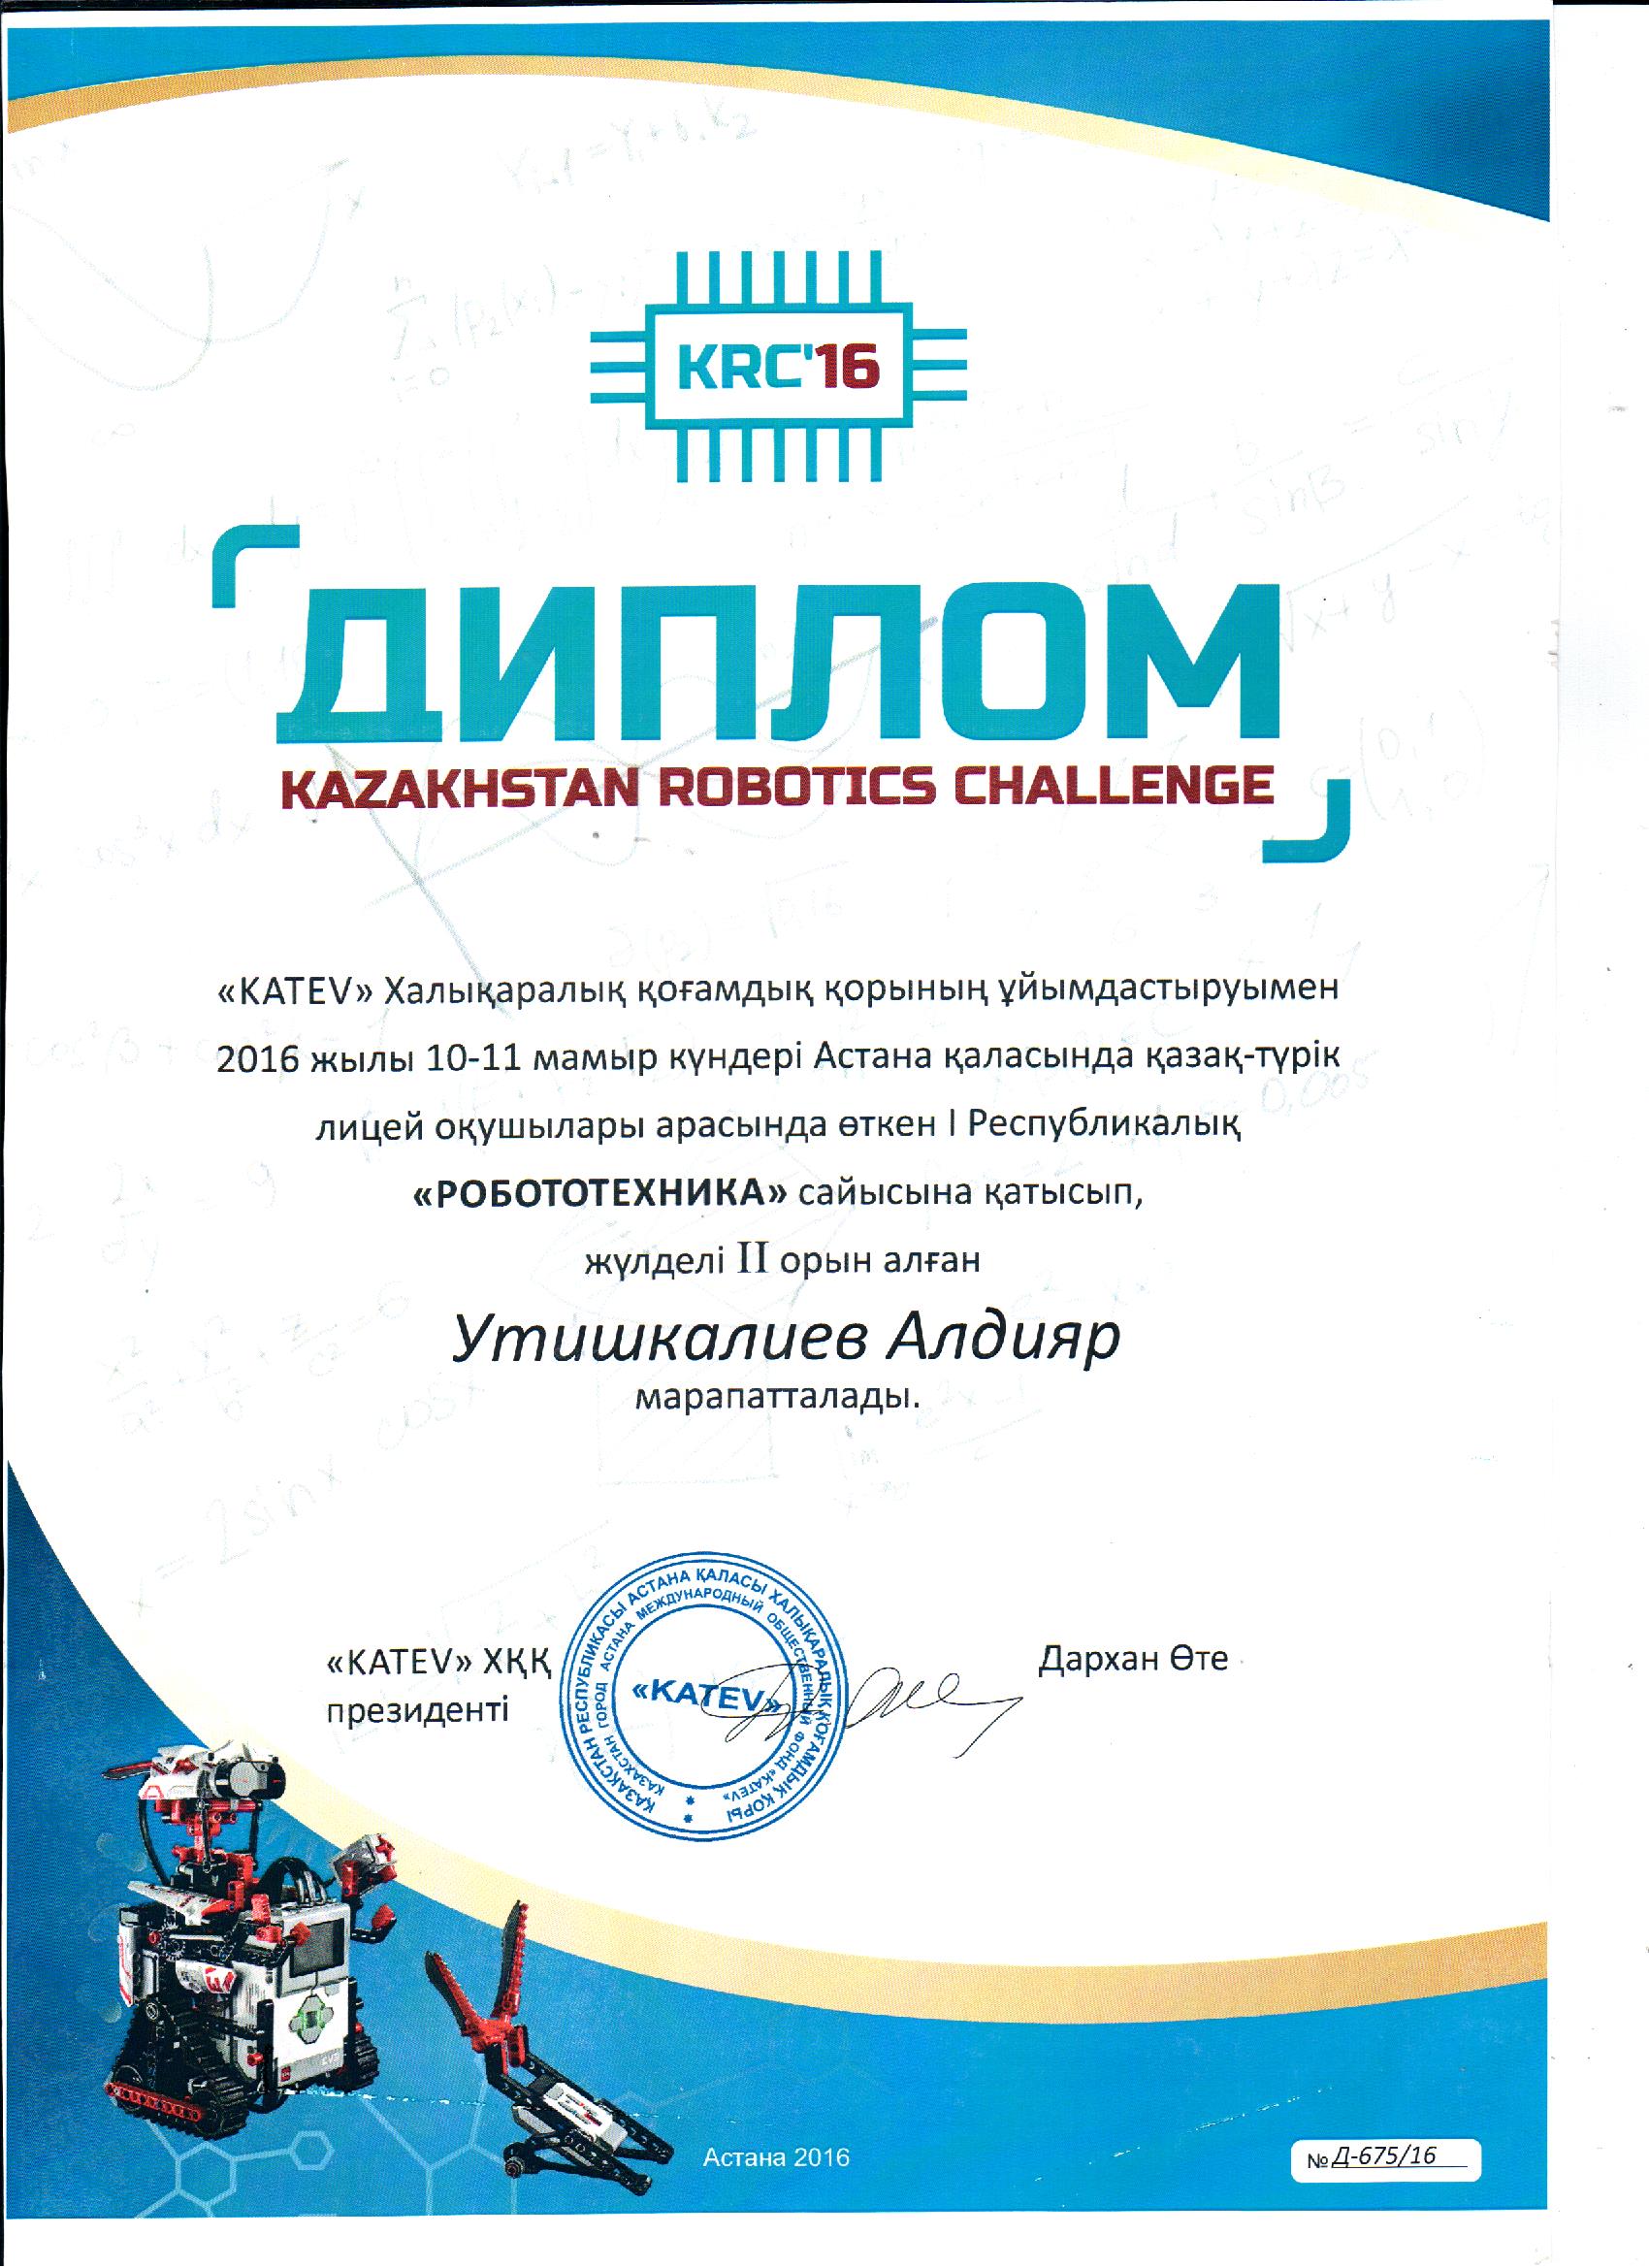 KRC'16
ДИПЛОМ
KAZAKHSTAN ROBOTICS CHALLENGE
«KATEV» Халықаралық қоғамдық қорының ұйымдастыруымен
2016 жылы 10-11 мамыр күндері Астана қаласында қазақ-түрік
лицей оқушылары арасында өткен I Республикалық
«РОБОТОТЕХНИКА» сайысына қатысып,
жүлделі II орын алған
Утишкалиев Алдияр
марапатталады.
«KATEV» ХҚҚ
президенті
ҚАЗАҚСТАН РЕСПУБЛИКАСЫ АСТАНА ҚАЛАСЫ ХАЛЫҚАРАЛЫҚ ҚОҒАМДЫҚ ҚОРЫ
КАЗАХСТАН ГОРОД АСТАНА МЕЖДУНАРОДНЫЙ ОБЩЕСТВЕННЫЙ ФОНД «KATEV»
«KATEV»
Дархан Өте
Астана 2016
№ Д-675/16